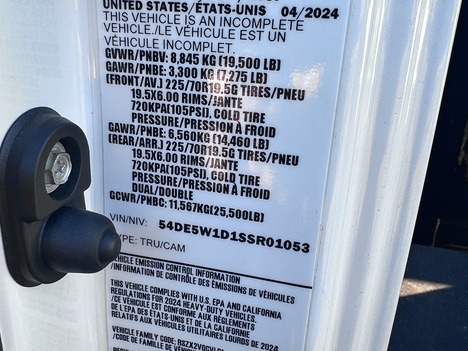 UNITED STATES/ÉTATS-UNIS 04/2024
THIS VEHICLE IS AN INCOMPLETE
VEHICLE./LE VÉHICULE EST UN
VÉHICULE INCOMPLET.
GVWR/PNBV: 8,845 KG (19,500 LB)
GAWR/PNBE: 3,300 KG (7,275 LB)
(FRONT/AV.) 225/70R19.5G TIRES/PNEU
19.5X6.00 RIMS/JANTE
720KPA(105PSI), COLD TIRE
PRESSURE/PRESSION À FROID
GAWR/PNBE: 6,560KG (14,460 LB)
(REAR/ARR.) 225/70R19.5G TIRES/PNEU
19.5X6.00 RIMS/JANTE
720KPA(105PSI), COLD TIRE
PRESSURE/PRESSION À FROID
DUAL/DOUBLE
GCWR/PNBC: 11,567KG(25,500LB)
VIN/NIV: 54DE5W1D1SSR01053
TYPE: TRU/CAM
VEHICLE EMISSION CONTROL INFORMATION
/INFORMATION DE CONTRÔLE DES ÉMISSIONS DE VÉHICULES
THIS VEHICLE COMPLIES WITH U.S. EPA AND CALIFORNIA
REGULATIONS FOR 2024 HEAVY-DUTY VEHICLES.
/CE VÉHICULE EST CONFORME AUX RÈGLEMENTS
DE L'EPA DES ÉTATS-UNIS ET DE LA CALIFORNIE
RELATIFS AUX VÉHICULES UTILITAIRES LOURDS DE 2024
VEHICLE FAMILY CODE:
/CODE DE FAMILLE DE VÉHICULES: